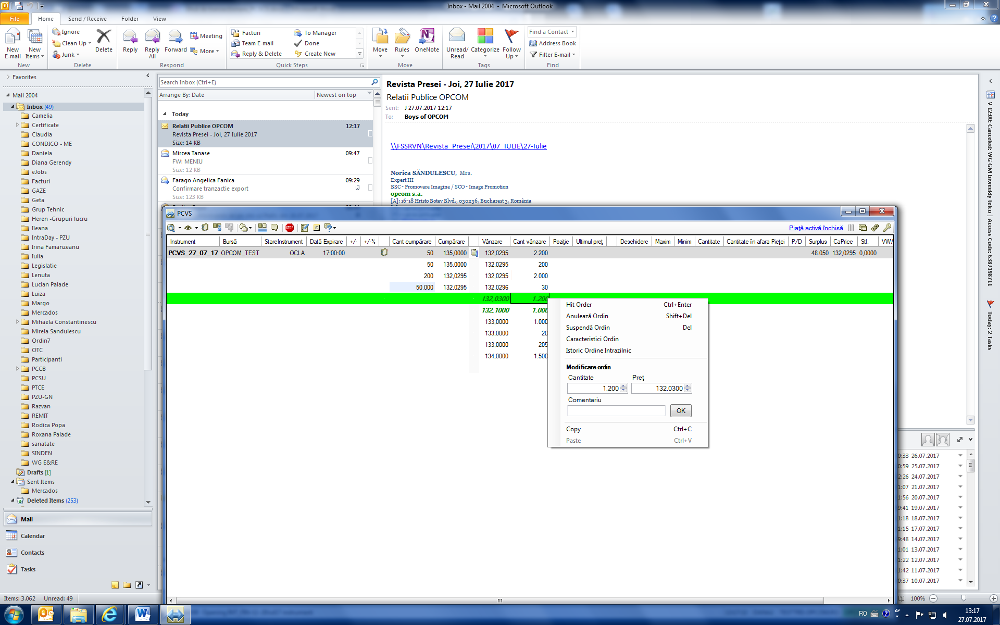 Inbox - Mail 2004 - Microsoft Outlook
File Home Send / Receive Folder View
New E-mail
New Items
New
Ignore
Clean Up
Junk
Delete
Delete
Reply
Reply All
Forward
Meeting
More
Respond
Facturi
Team E-mail
Reply & Delete
To Manager
Done
Create New
Quick Steps
Move
Rules
OneNote
Move
Unread/ Read
Categorize
Follow Up
Tags
Find a Contact
Address Book
Filter E-mail
Find
Favorites
Mail 2004
Inbox (49)
Camelia
Certificate
Claudia
CONDICO - ME
Daniela
Diana Gerendy
eJobs
Facturi
GAZE
Geta
Grup Tehnic
Heren -Grupuri lucru
Ileana
IntraDay - PZU
Irina Famanzeanu
Iulia
Legislatie
Lenuta
Lucian Palade
Luiza
Margo
Mercados
Mihaela Constantinescu
Mirela Sandulescu
Ordin7
OTC
Participanti
PCCB
PCSU
PTCE
PZU-GN
Razvan
REMIT
Rodica Popa
Roxana Palade
sanatate
SINDEN
WG E&RE
Drafts [1]
Sent Items
Mercados
Deleted Items (253)
Mail
Calendar
Contacts
Tasks
Items: 3.062 Unread: 49
Search Inbox (Ctrl+E)
Arrange By: Date Newest on top
Today
Relatii Publice OPCOM 12:17
Revista Presei - Joi, 27 Iulie 2017
Size: 14 KB
Mircea Tanase 09:47
FW: MENIU
Size: 12 KB
Farago Angelica Fanica 09:29
Confirmare tranzactie export
Size: 123 KB
Revista Presei - Joi, 27 Iulie 2017
Relatii Publice OPCOM
Sent: J 27.07.2017 12:17
To: Boys of OPCOM
\\FSSRVN\Revista_Presei\2017\07_IULIE\27-Iulie
Norica SĂNDULESCU, Mrs.
Expert III
BSC - Promovare Imagine / SCO - Image Promotion
opcom s.a.
[A]: 16-18 Hristo Botev Blvd., 030236, Bucharest 3, România
V 12:00: Canceled: WG GM biweekly telco | Access Code: 6387198711
Today: 2 Tasks
PCVS
STOP
E
Piaţă activă închisă
Instrument Bursă StareInstrument Dată Expirare +/- +/-% Cant cumpărare Cumpărare Vânzare Cant vânzare Poziţie Ultimul preţ Deschidere Maxim Minim Cantitate Cantitate în afara Pieţei P/D Surplus CaPrice Stl. VWA
PCVS_27_07_17 OPCOM_TEST OCLA 17:00:00 50 135,0000 132,0295 2.200 48.050 132,0295 0,0000
50 135,0000 132,0295 200
200 132,0295 132,0295 2.000
50.000 132,0295 132,0296 30
132,0300 1.200
132,1000 1.000
133,0000 1.000
133,0000 20
133,0000 205
134,0000 1.500
Hit Order Ctrl+Enter
Anulează Ordin Shift+Del
Suspendă Ordin Del
Caracteristici Ordin
Istoric Ordine Intrazilnic
Modificare ordin
Cantitate Preţ
1.200 132,0300
Comentariu
OK
Copy Ctrl+C
Paste Ctrl+V
0:33 26.07.2017
0:59 25.07.2017
2:26 24.07.2017
1:07 21.07.2017
1:56 20.07.2017
9:41 19.07.2017
1:18 18.07.2017
1:15 17.07.2017
9:48 14.07.2017
1:01 13.07.2017
1:22 12.07.2017
1:42 11.07.2017
0:37 10.07.2017
100%
RO
13:17
27.07.2017